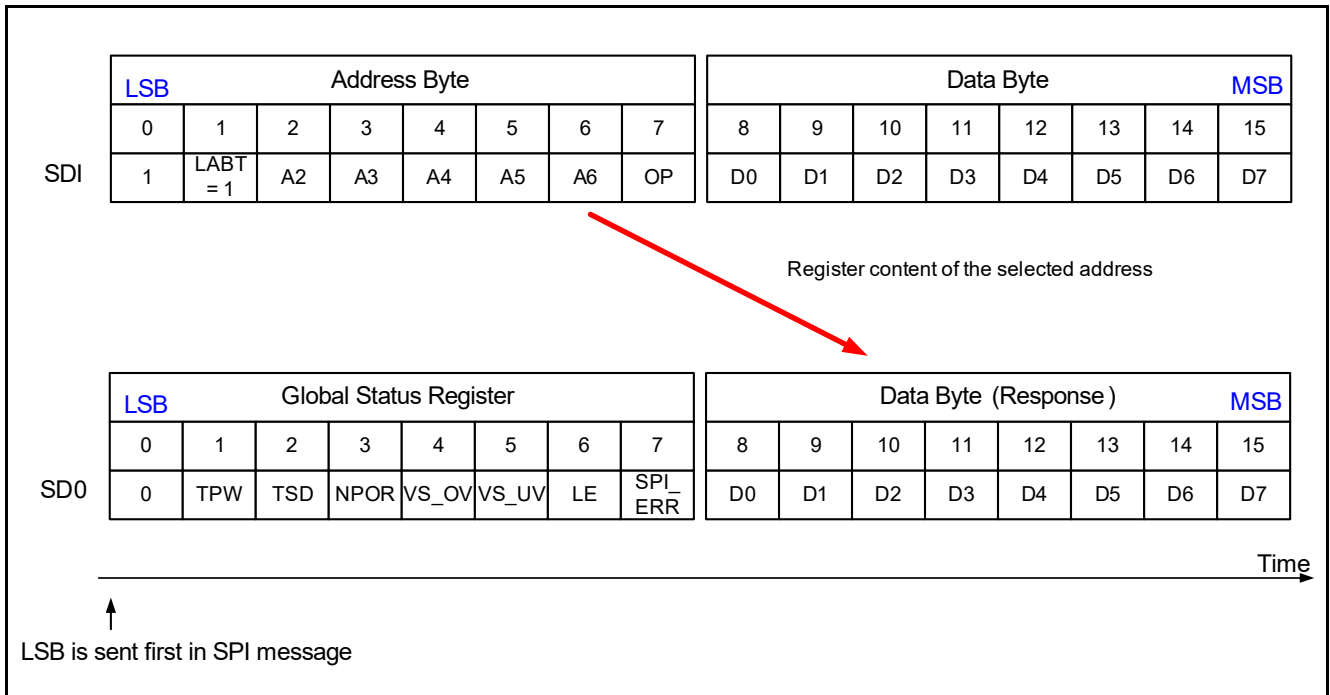 LSB Address Byte Data Byte MSB
0 1 2 3 4 5 6 7 8 9 10 11 12 13 14 15
SDI 1 LABT = 1 A2 A3 A4 A5 A6 OP D0 D1 D2 D3 D4 D5 D6 D7
Register content of the selected address
LSB Global Status Register Data Byte (Response) MSB
0 1 2 3 4 5 6 7 8 9 10 11 12 13 14 15
SD0 0 TPW TSD NPOR VS_OV VS_UV LE SPI_ERR D0 D1 D2 D3 D4 D5 D6 D7
Time
LSB is sent first in SPI message